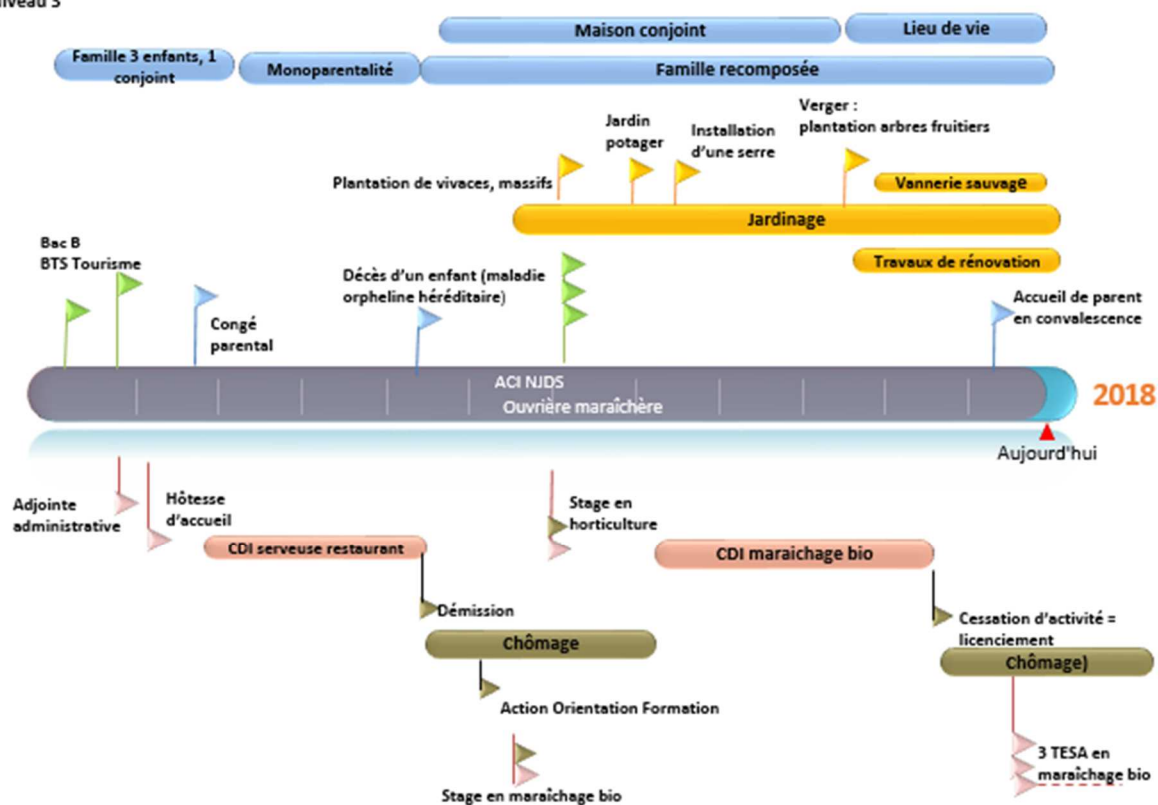 Maison conjoint
Lieu de vie
Famille 3 enfants, 1
conjoint
Monoparentalité
Famille recomposée
Verger :
plantation arbres fruitiers
Jardin
potager
Installation
d'une serre
Plantation de vivaces, massifs
Vannerie sauvage
Jardinage
Bac B
BTS Tourisme
Travaux de rénovation
Décès d'un enfant (maladie
orpheline héréditaire)
Congé
parental
Accueil de parent
en convalescence
ACI NJDS
Ouvrière maraîchère
2018
Aujourd'hui
Adjointe
administrative
Hôtesse
d'accueil
Stage en
horticulture
CDI serveuse restaurant
CDI maraichage bio
Démission
Cessation d'activité =
licenciement
Chômage
Chômage)
Action Orientation Formation
3 TESA en
maraîchage bio
Stage en maraîchage bio